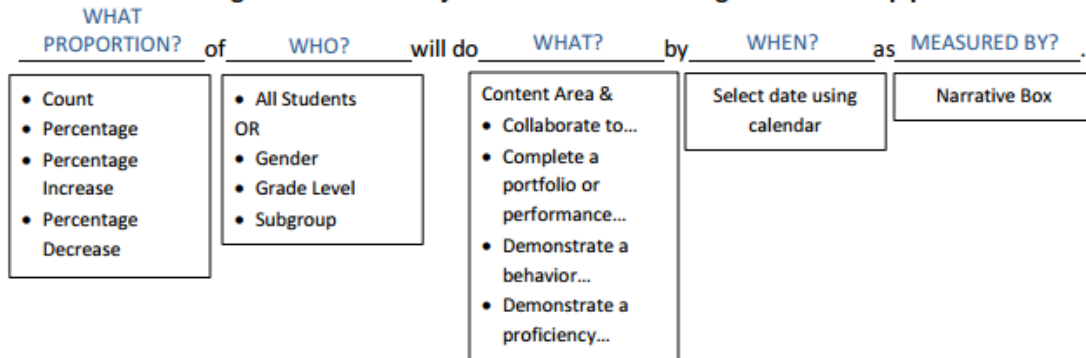 WHAT
PROPORTION? of WHO? will do WHAT? by WHEN? as MEASURED BY? .
• Count
• Percentage
• Percentage
Increase
• Percentage
Decrease
• All Students
OR
• Gender
• Grade Level
• Subgroup
Content Area &
• Collaborate to...
• Complete a
portfolio or
performance...
• Demonstrate a
behavior...
• Demonstrate a
proficiency...
Select date using
calendar
Narrative Box